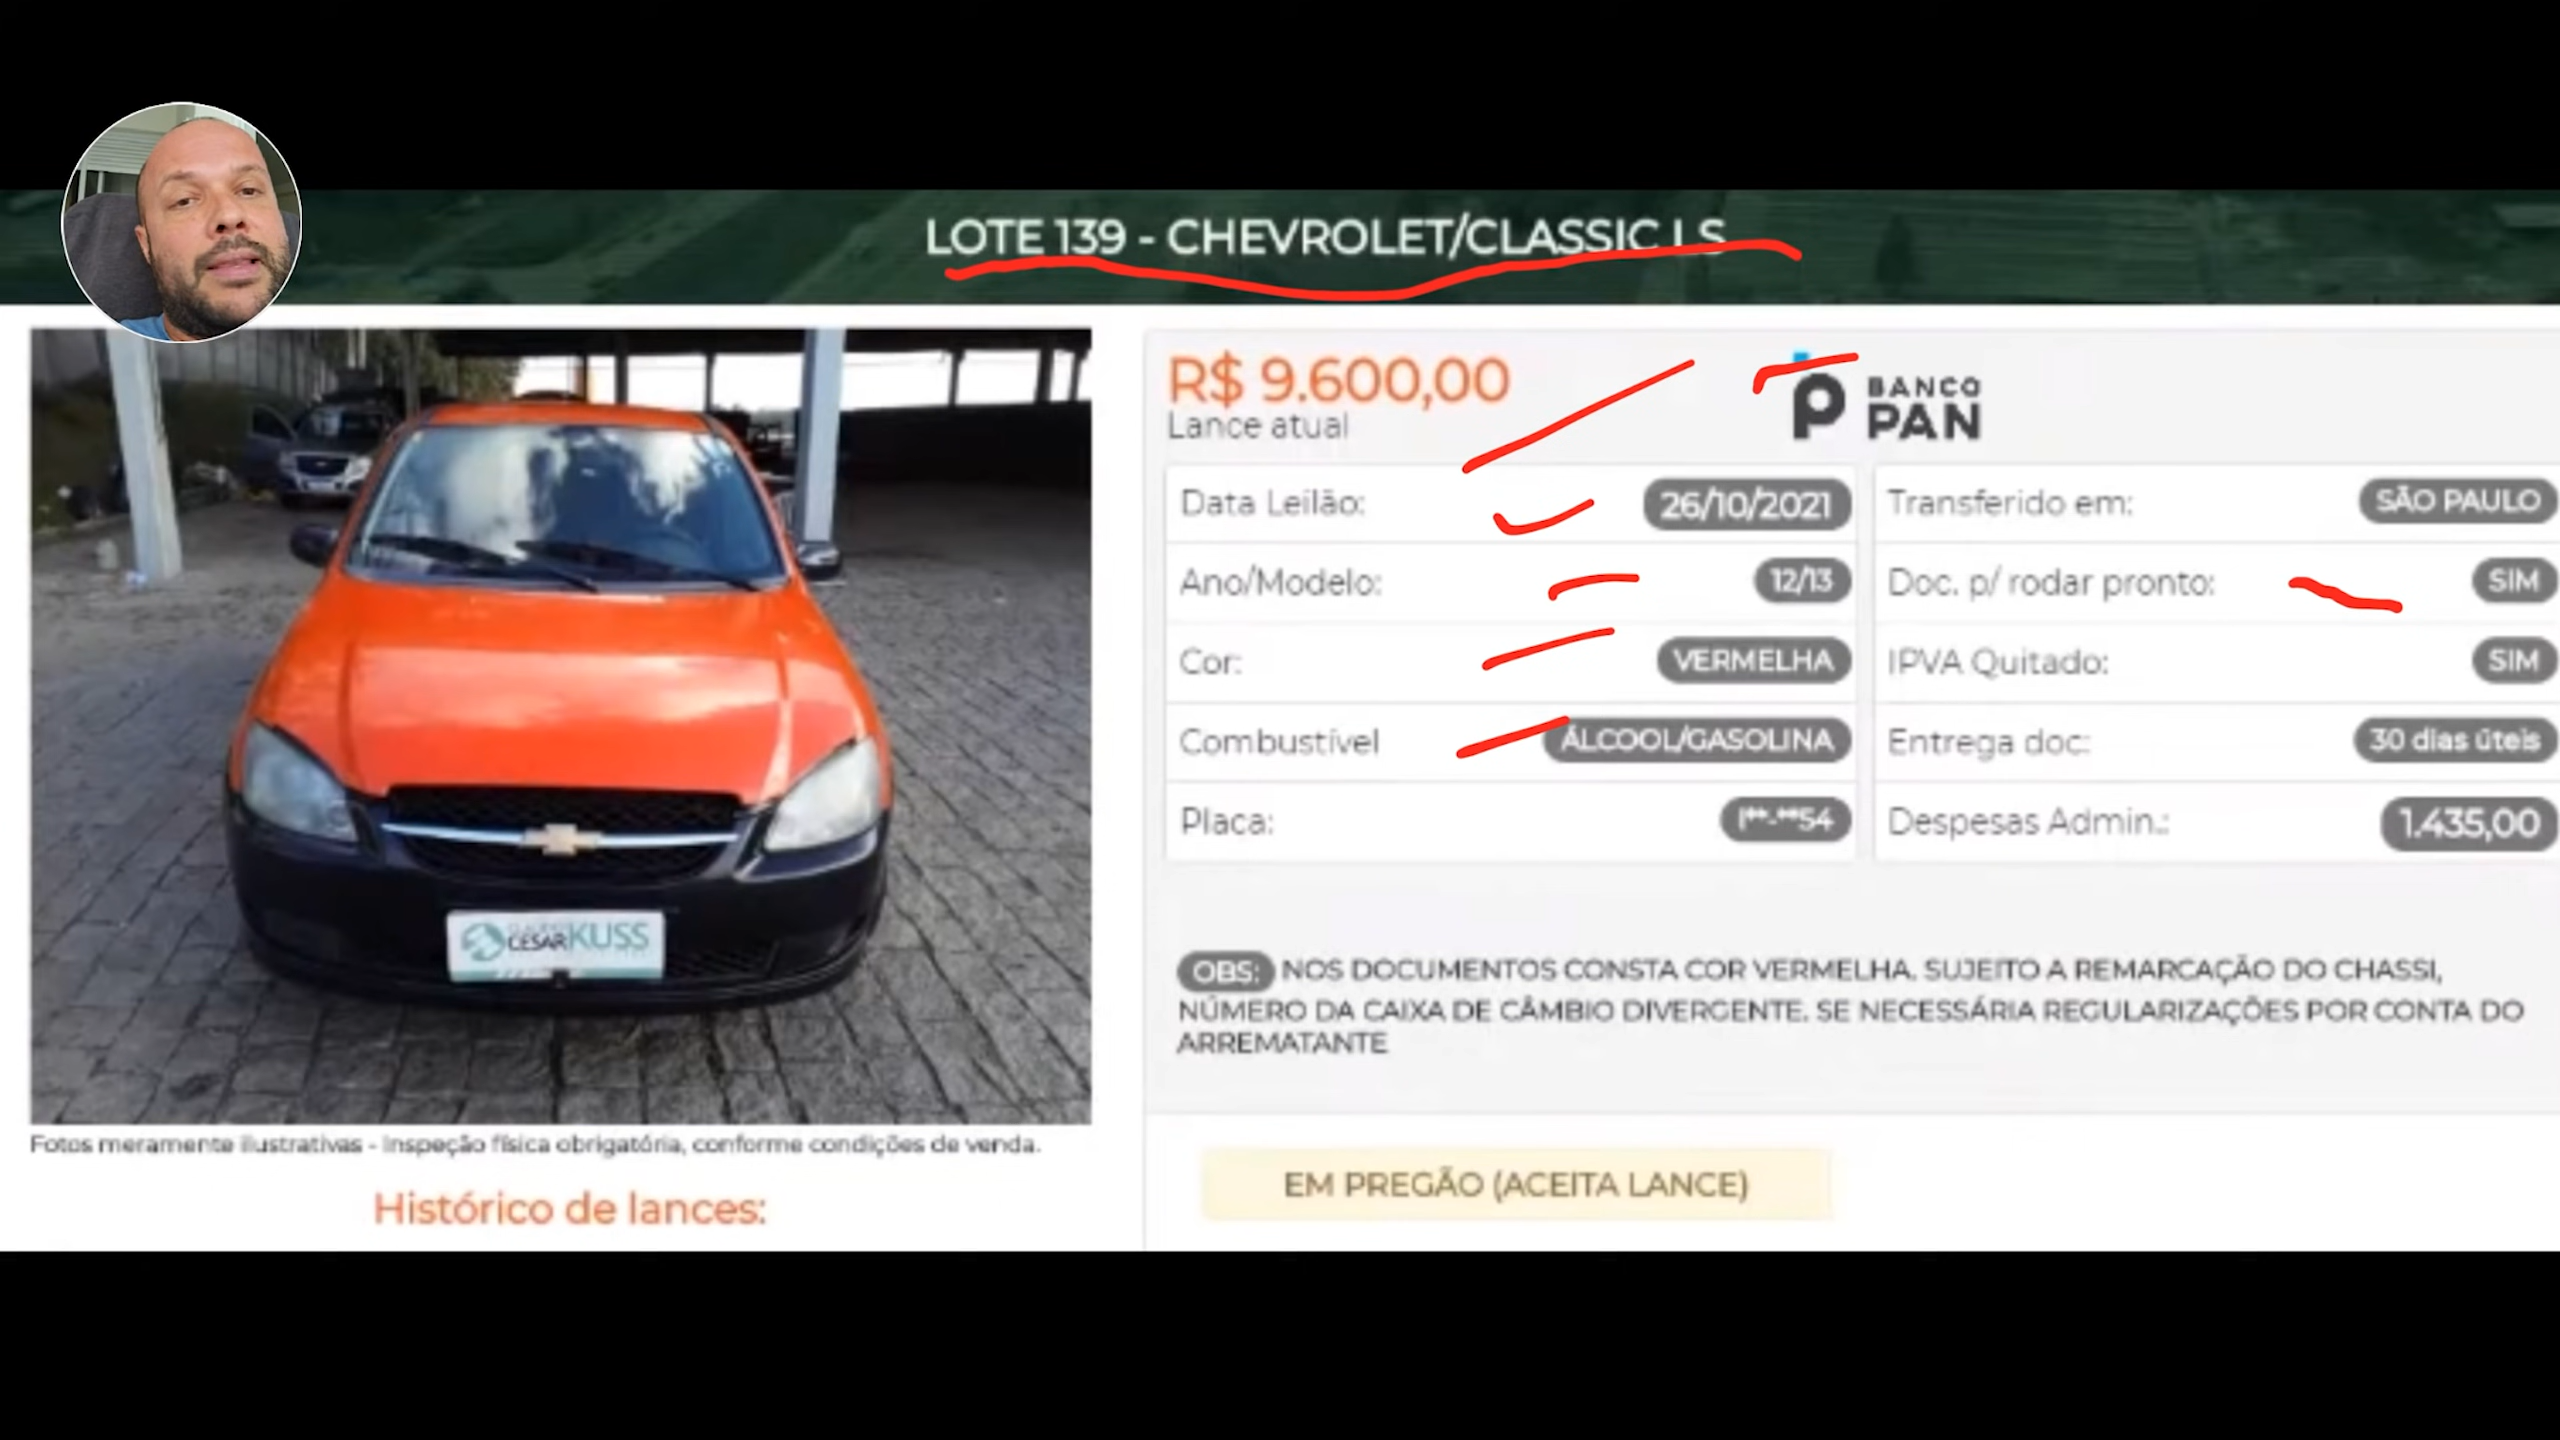 LOTE 139 - CHEVROLET/CLASSIC LS
R$ 9.600,00
Lance atual
BANCO
PAN
Data Leilão: 26/10/2021
Ano/Modelo: 12/13
Cor: VERMELHA
Combustível ÁLCOOL/GASOLINA
Placa: I**-**54
Transferido em: SÃO PAULO
Doc. p/ rodar pronto: SIM
IPVA Quitado: SIM
Entrega doc: 30 dias úteis
Despesas Admin.: 1.435,00
OBS: NOS DOCUMENTOS CONSTA COR VERMELHA. SUJEITO A REMARCAÇÃO DO CHASSI,
NÚMERO DA CAIXA DE CÂMBIO DIVERGENTE. SE NECESSÁRIA REGULARIZAÇÕES POR CONTA DO
ARREMATANTE
EM PREGÃO (ACEITA LANCE)
CESAR KUSS
Fotos meramente ilustrativas - Inspeção física obrigatória, conforme condições de venda.
Histórico de lances: